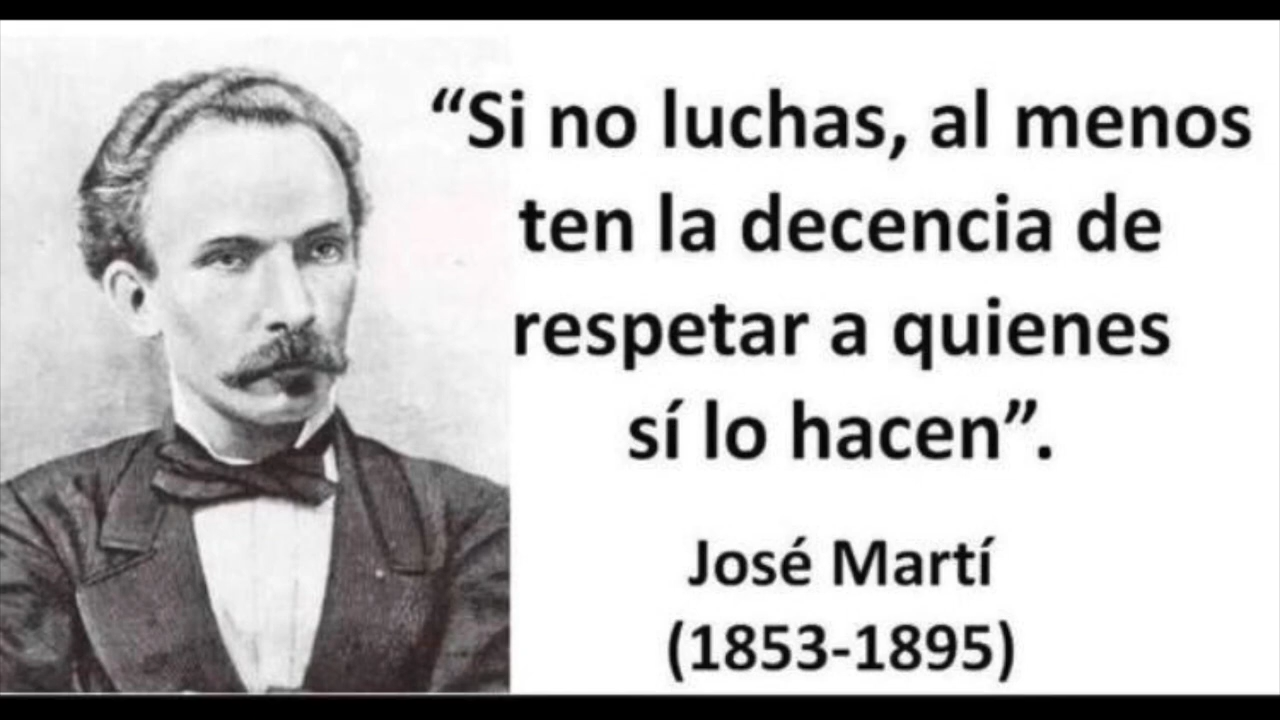 “Si no luchas, al menos
ten la decencia de
respetar a quienes
sí lo hacen”.
José Martí
(1853-1895)